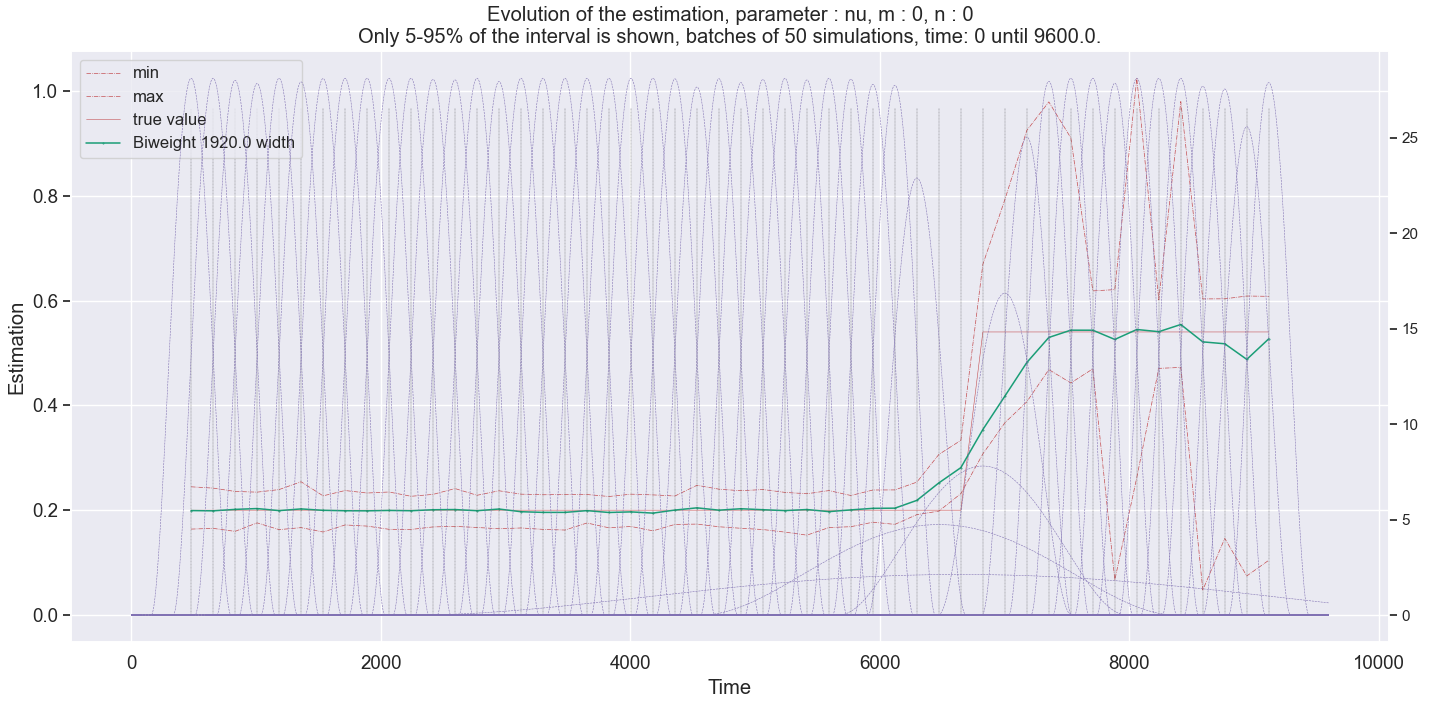 Evolution of the estimation, parameter : nu, m : 0, n : 0
Only 5-95% of the interval is shown, batches of 50 simulations, time: 0 until 9600.0.
min
max
true value
Biweight 1920.0 width
1.0
0.8
0.6
0.4
0.2
0.0
Estimation
25
20
15
10
5
0
0
2000
4000
6000
8000
10000
Time